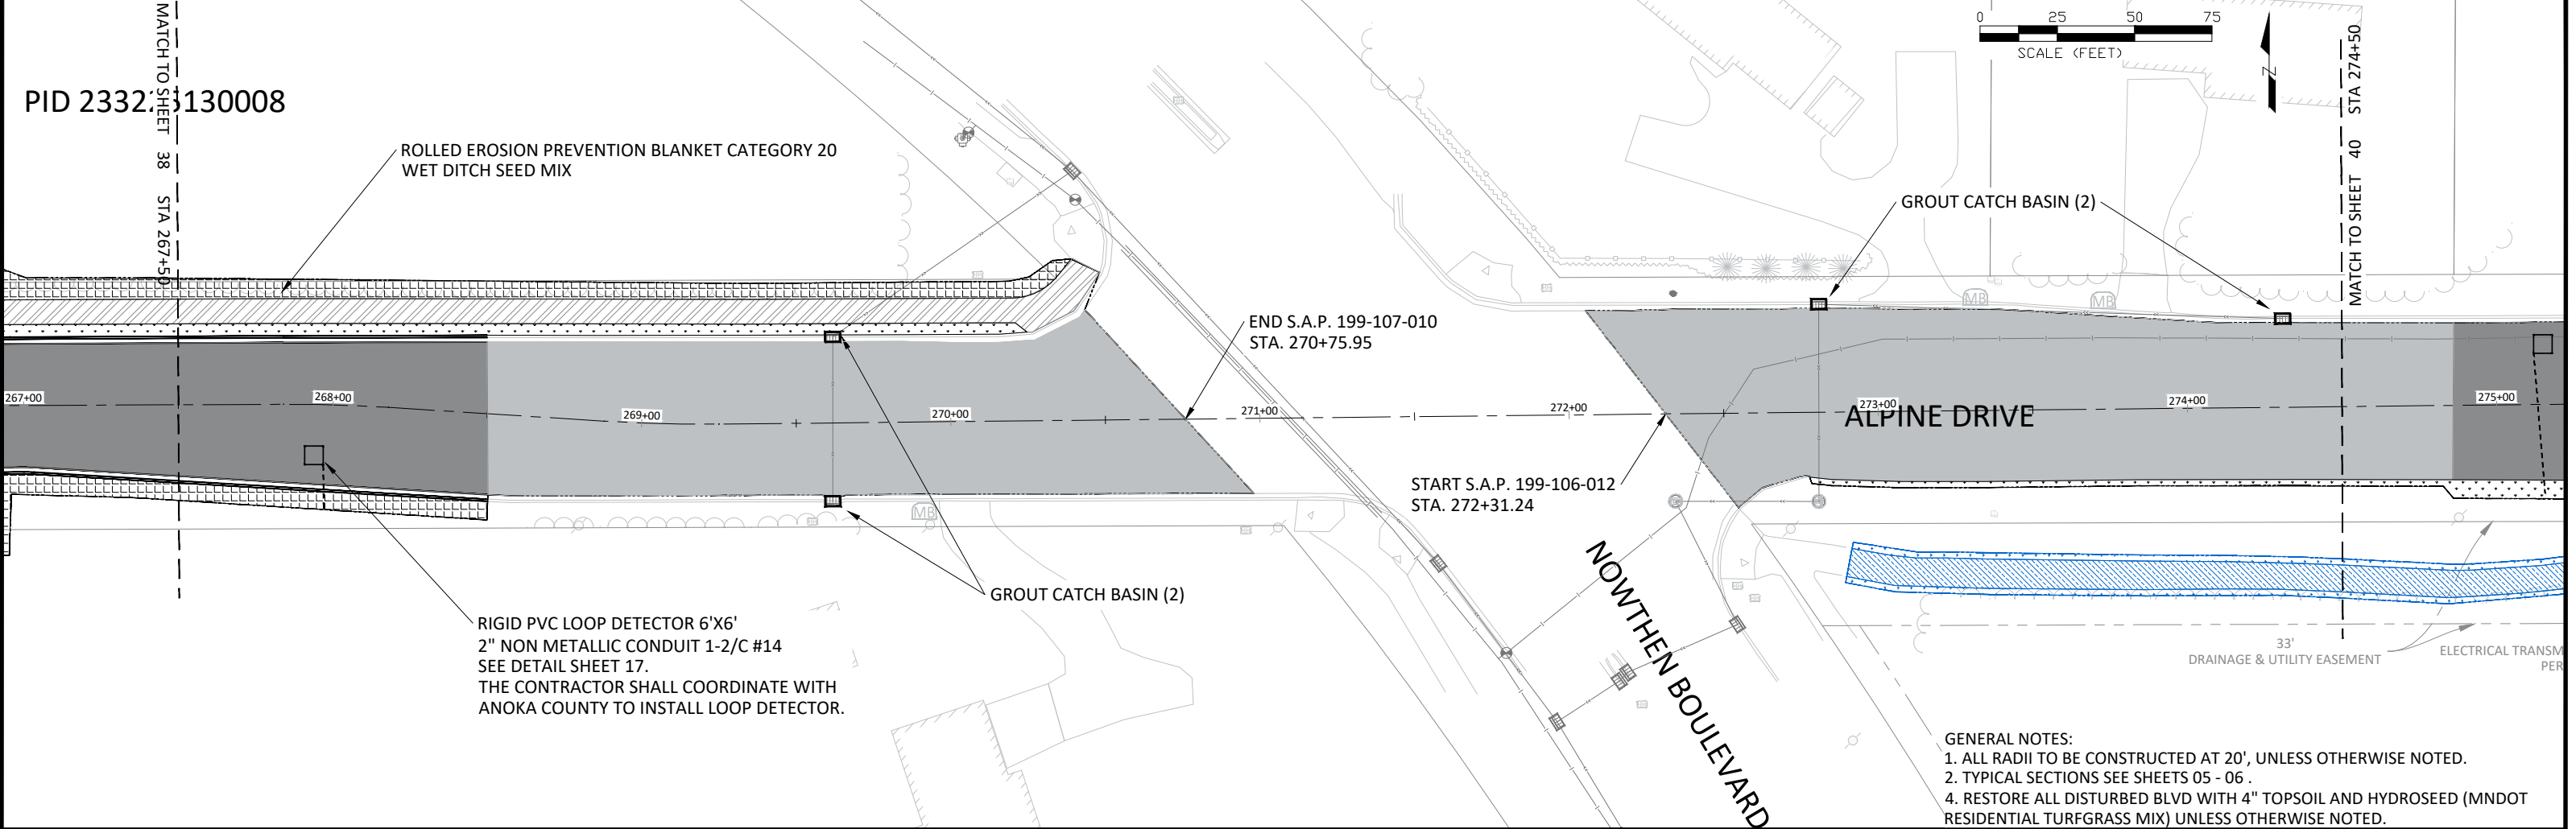 MATCH TO SHEET 38 STA 267+50
PID 2332 5130008
ROLLED EROSION PREVENTION BLANKET CATEGORY 20
WET DITCH SEED MIX
0 25 50 75
SCALE (FEET)
N
MATCH TO SHEET 40 STA 274+50
GROUT CATCH BASIN (2)
END S.A.P. 199-107-010
STA. 270+75.95
267+00
268+00
269+00
270+00
271+00
272+00
273+00
274+00
275+00
ALPINE DRIVE
START S.A.P. 199-106-012
STA. 272+31.24
MB
MB
MB
GROUT CATCH BASIN (2)
RIGID PVC LOOP DETECTOR 6'X6'
2" NON METALLIC CONDUIT 1-2/C #14
SEE DETAIL SHEET 17.
THE CONTRACTOR SHALL COORDINATE WITH
ANOKA COUNTY TO INSTALL LOOP DETECTOR.
NOWTHEN BOULEVARD
33'
DRAINAGE & UTILITY EASEMENT
ELECTRICAL TRANSM
PER
GENERAL NOTES:
1. ALL RADII TO BE CONSTRUCTED AT 20', UNLESS OTHERWISE NOTED.
2. TYPICAL SECTIONS SEE SHEETS 05 - 06 .
4. RESTORE ALL DISTURBED BLVD WITH 4" TOPSOIL AND HYDROSEED (MNDOT
RESIDENTIAL TURFGRASS MIX) UNLESS OTHERWISE NOTED.